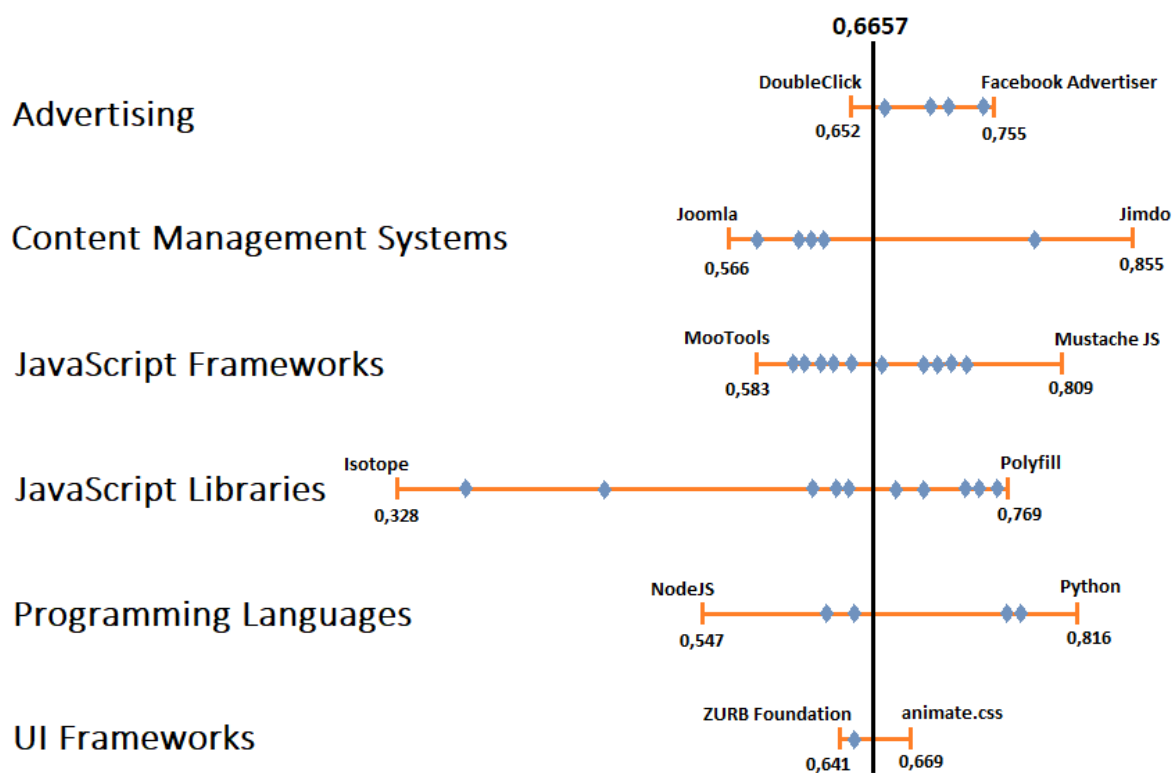 0,6657
DoubleClick Facebook Advertiser
Advertising
0,652 0,755
Joomla Jimdo
Content Management Systems
0,566 0,855
MooTools Mustache JS
JavaScript Frameworks
0,583 0,809
Isotope Polyfill
JavaScript Libraries
0,328 0,769
NodeJS Python
Programming Languages
0,547 0,816
ZURB Foundation animate.css
UI Frameworks
0,641 0,669